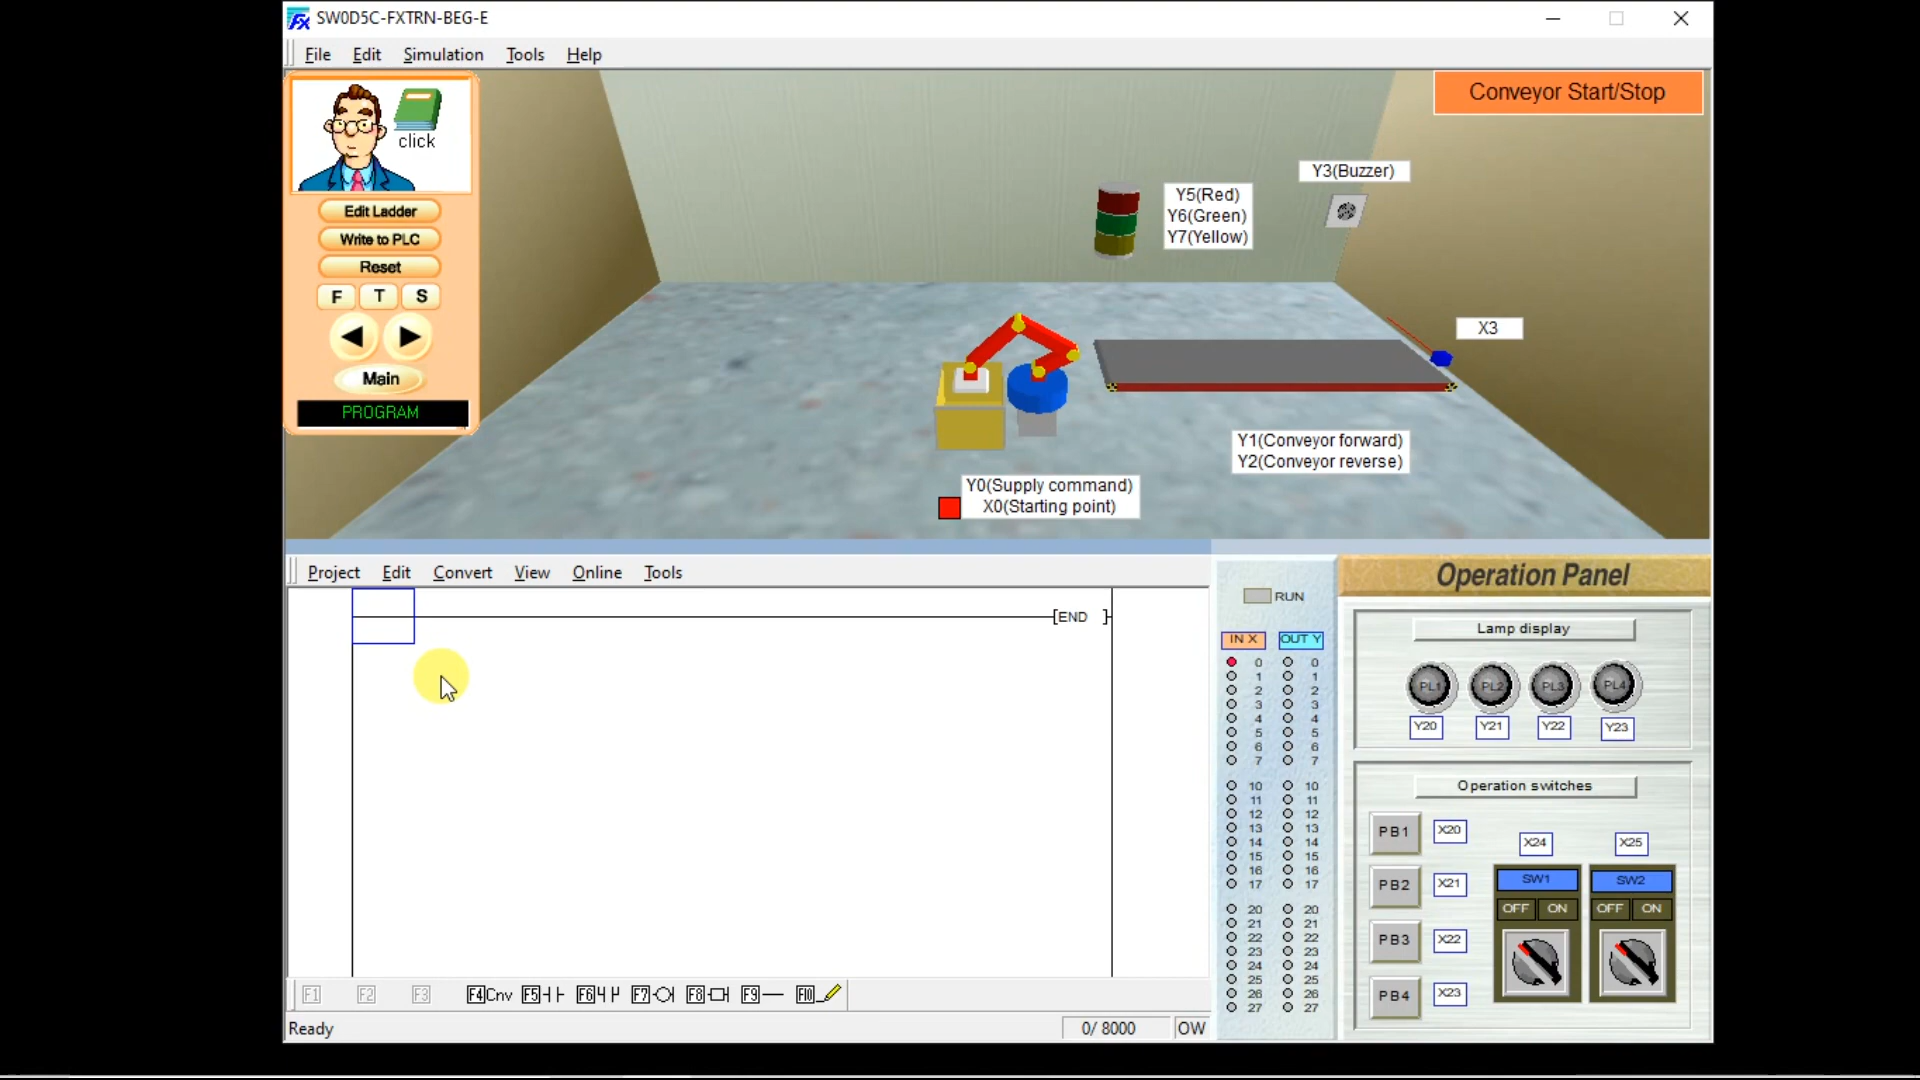 SW0D5C-FXTRN-BEG-E
File Edit Simulation Tools Help
click
Edit Ladder
Write to PLC
Reset
F T S
Main
PROGRAM
Conveyor Start/Stop
Y3(Buzzer)
Y5(Red)
Y6(Green)
Y7(Yellow)
X3
Y1(Conveyor forward)
Y2(Conveyor reverse)
Y0(Supply command)
X0(Starting point)
Project Edit Convert View Online Tools
[END ]
F1 F2 F3 F4Cnv F5 F6 F7 F8 F9 F10
Ready 0/ 8000 OW
RUN
IN X OUT Y
0 0
1 1
2 2
3 3
4 4
5 5
6 6
7 7
10 10
11 11
12 12
13 13
14 14
15 15
16 16
17 17
20 20
21 21
22 22
23 23
24 24
25 25
26 26
27 27
Operation Panel
Lamp display
PL1 PL2 PL3 PL4
Y20 Y21 Y22 Y23
Operation switches
PB1 X20
PB2 X21
PB3 X22
PB4 X23
X24 X25
SW1 SW2
OFF ON OFF ON